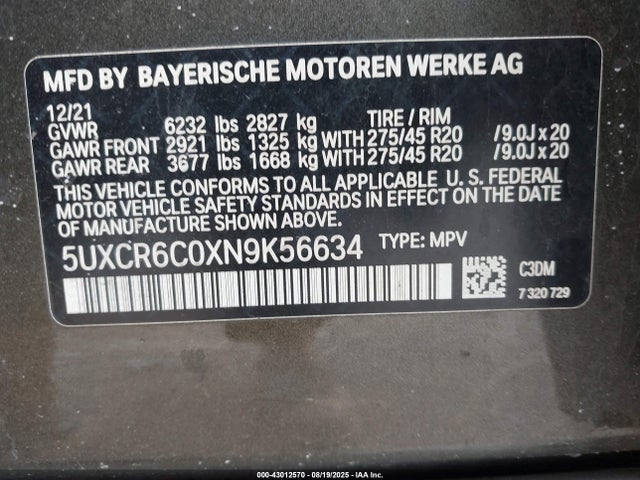 MFD BY BAYERISCHE MOTOREN WERKE AG
12/21 TIRE / RIM
GVWR 6232 lbs 2827 kg
GAWR FRONT 2921 lbs 1325 kg WITH 275/45 R20 /9.0J x 20
GAWR REAR 3677 lbs 1668 kg WITH 275/45 R20 /9.0J x 20
THIS VEHICLE CONFORMS TO ALL APPLICABLE U. S. FEDERAL
MOTOR VEHICLE SAFETY STANDARDS IN EFFECT ON THE DATE
OF MANUFACTURE SHOWN ABOVE.
5UXCR6C0XN9K56634 TYPE: MPV
C3DM
7 320 729
000-43012570 - 08/19/2025 - IAA Inc.